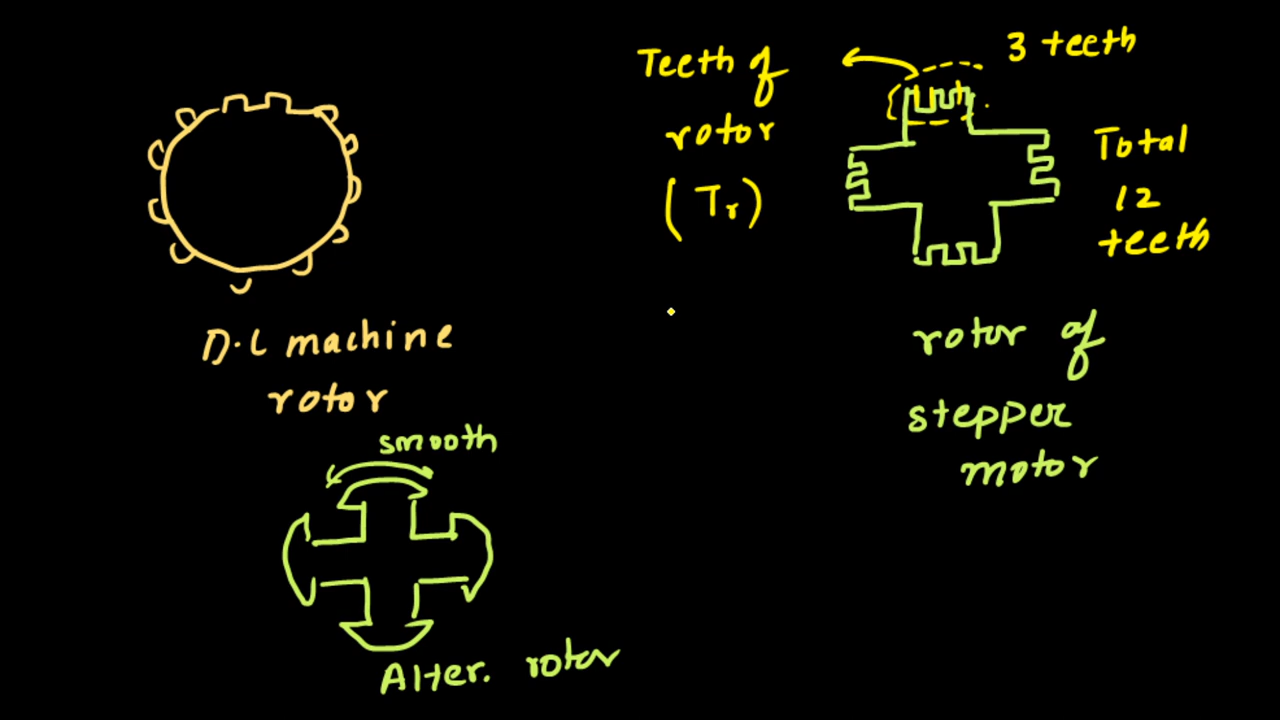 Teeth of
rotor
(Tr)
3 teeth
Total
12
teeth
D.C machine
rotor
rotor of
stepper
motor
smooth
Alter. rotor